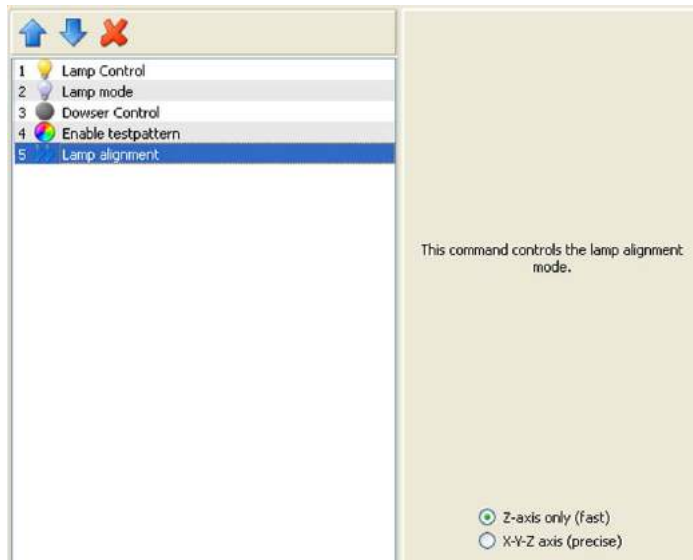 1 Lamp Control
2 Lamp mode
3 Dowser Control
4 Enable testpattern
5 Lamp alignment
This command controls the lamp alignment
mode.
Z-axis only (fast)
X-Y-Z axis (precise)